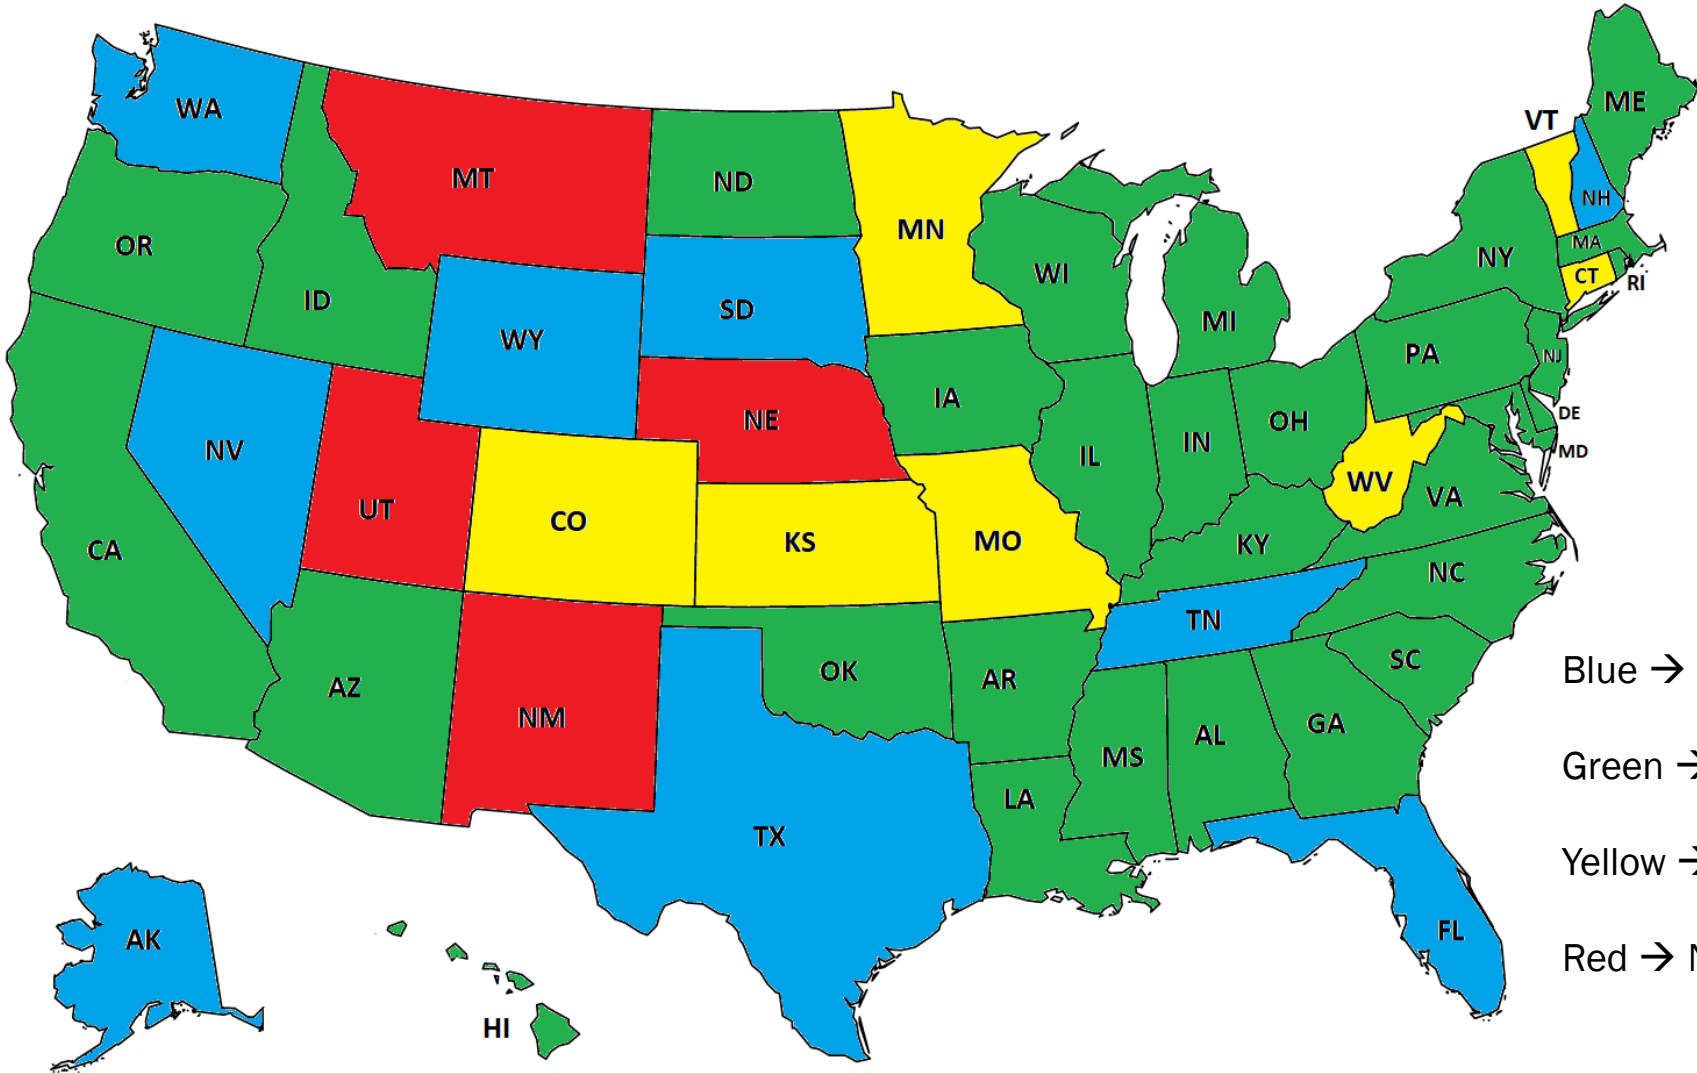 WA
MT
ND
MN
VT
ME
NH
OR
ID
WY
SD
WI
MI
NY
MA
CT
RI
NV
UT
CO
NE
IA
IL
IN
OH
PA
NJ
DE
MD
CA
KS
MO
KY
WV
VA
AZ
NM
OK
AR
TN
NC
SC
TX
LA
MS
AL
GA
FL
AK
HI
Blue →
Green →
Yellow →
Red → N